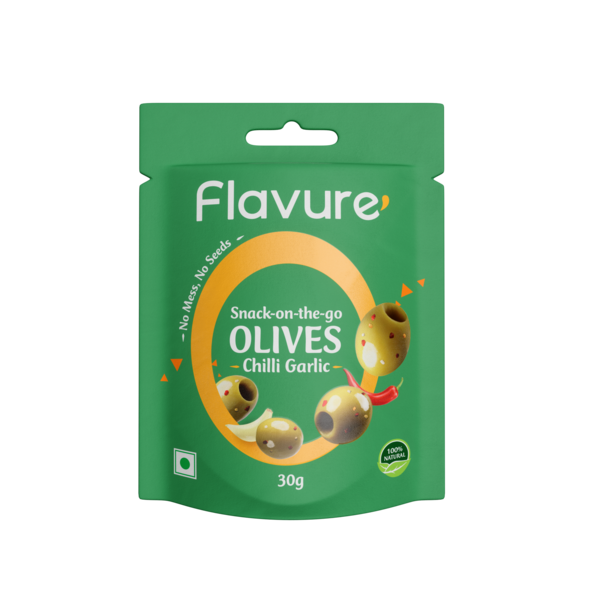 Flavure
No Mess, No Seeds
Snack-on-the-go
OLIVES
Chilli Garlic
100%
NATURAL
30g